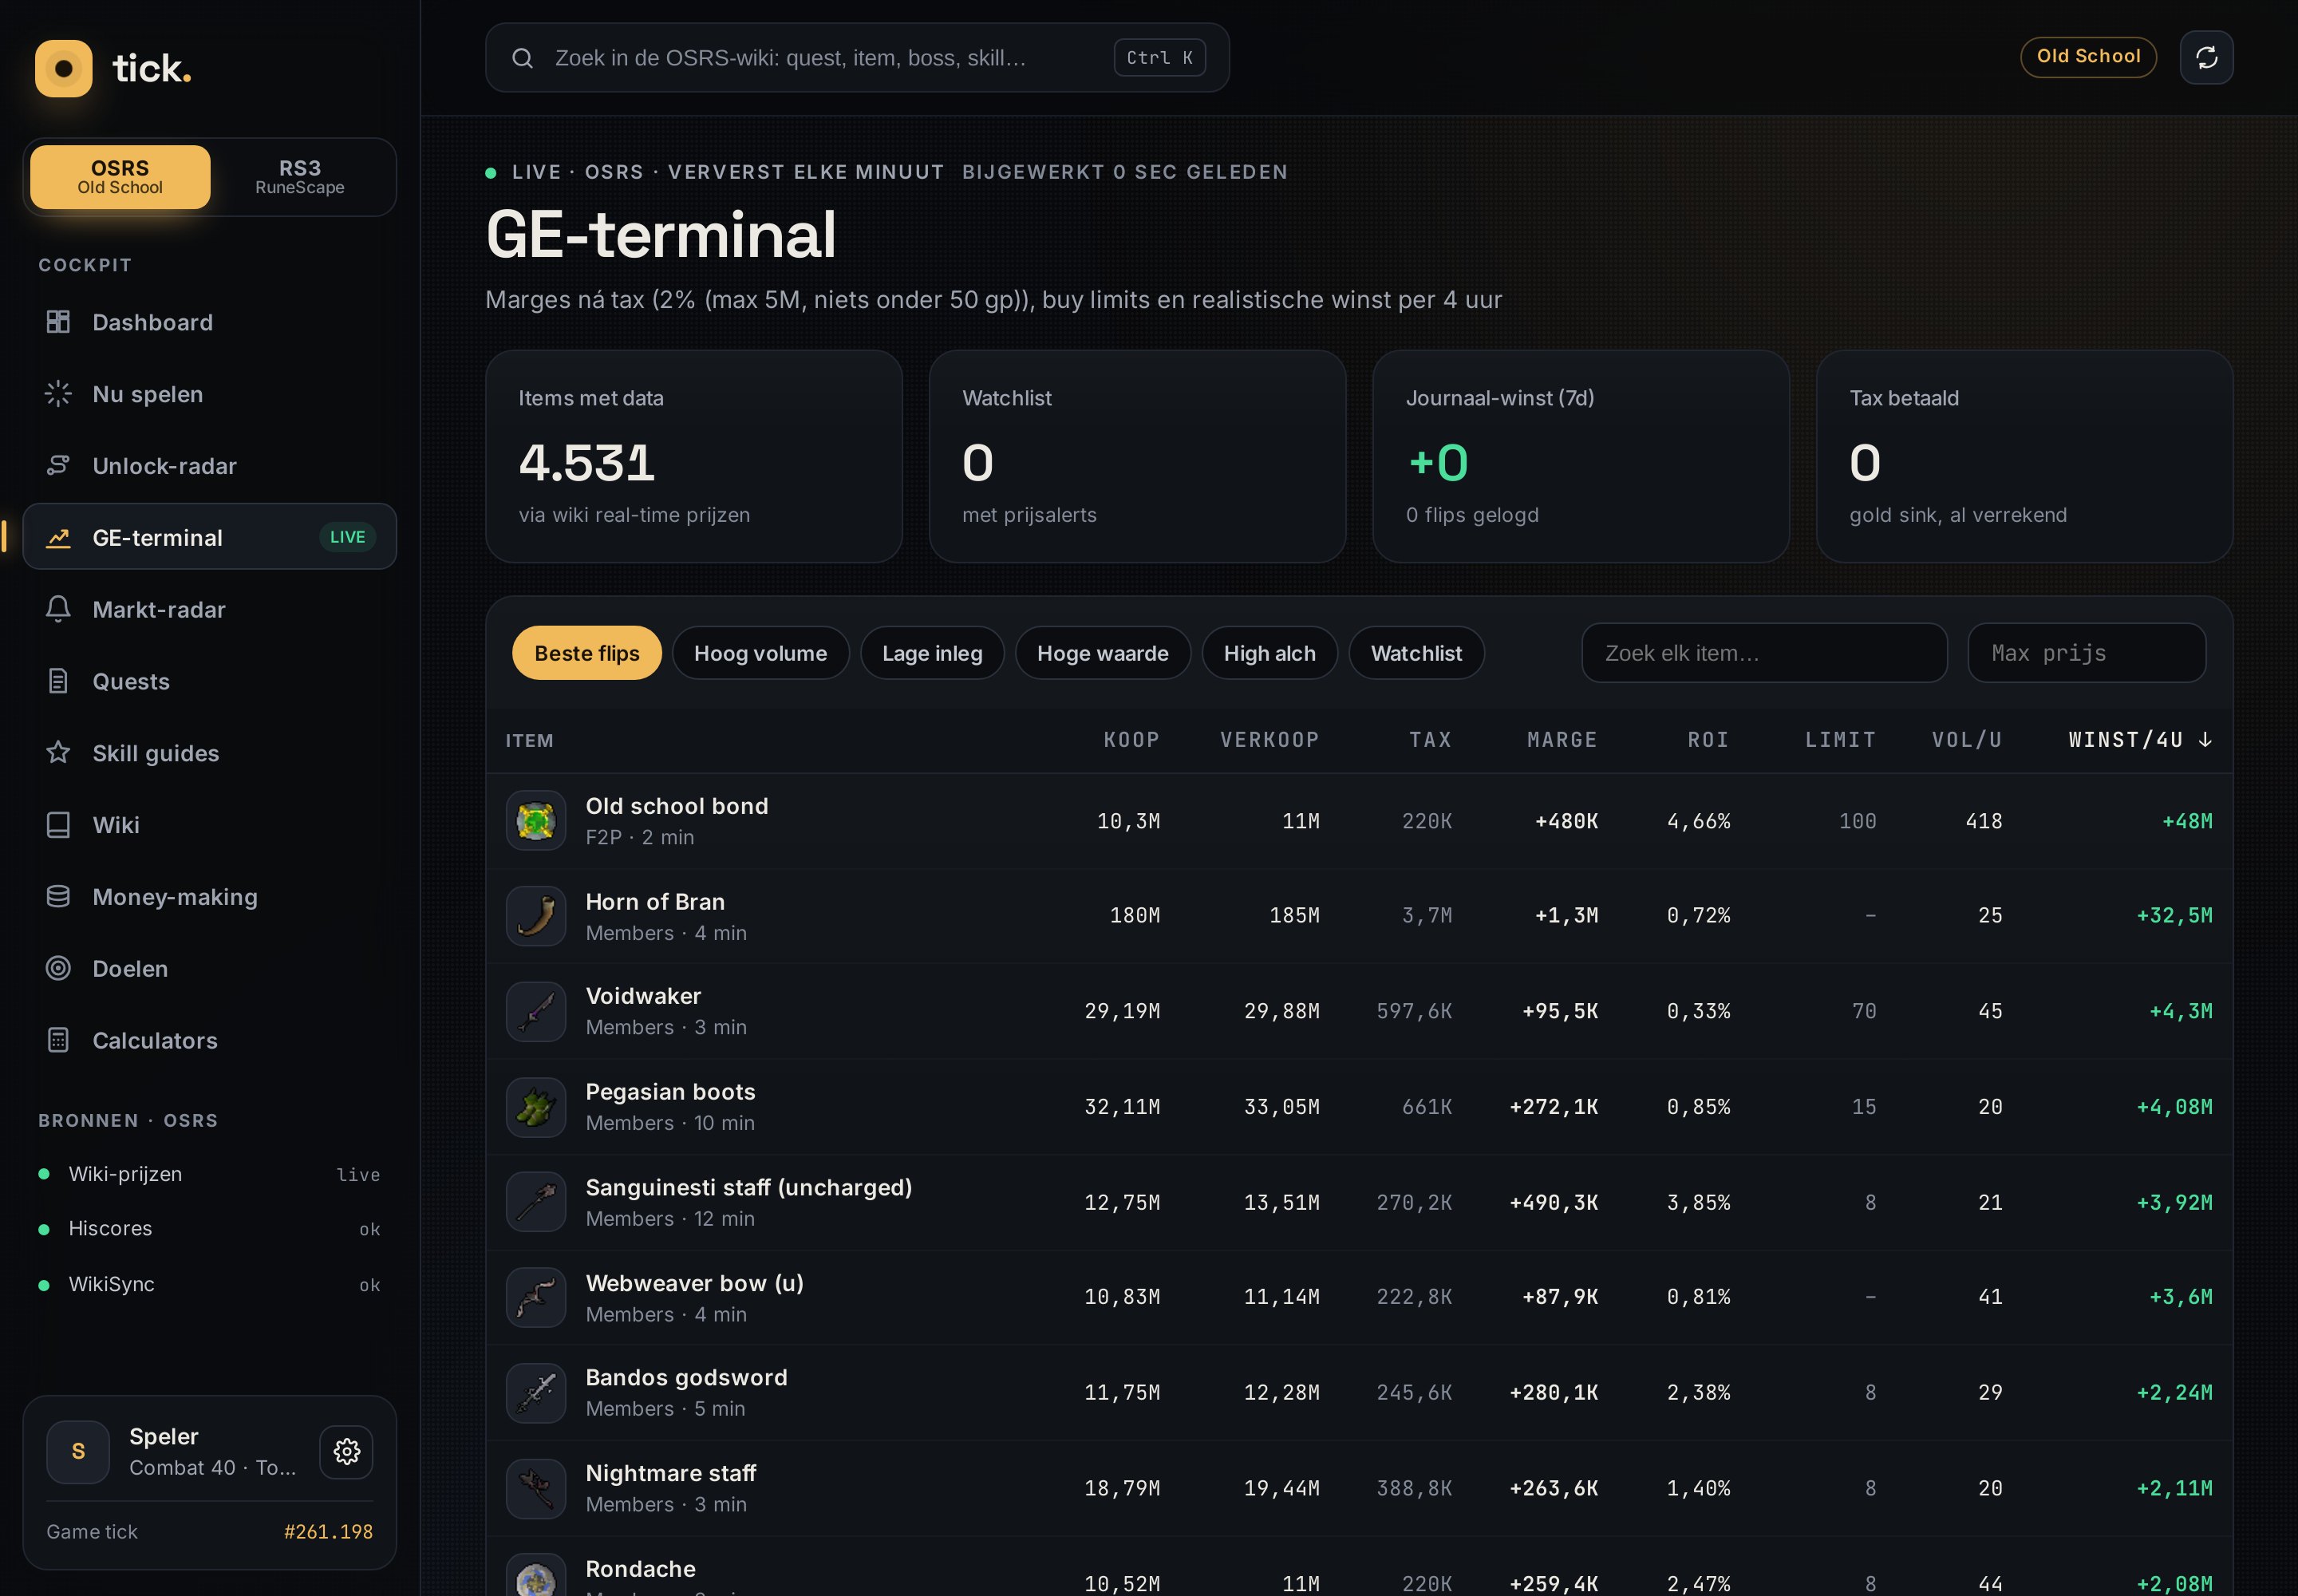 tick.
OSRS
Old School
RS3
RuneScape
COCKPIT
Dashboard
Nu spelen
Unlock-radar
GE-terminal LIVE
Markt-radar
Quests
Skill guides
Wiki
Money-making
Doelen
Calculators
BRONNEN · OSRS
Wiki-prijzen live
Hiscores ok
WikiSync ok
S
Speler
Combat 40 · To...
Game tick #261.198
Zoek in de OSRS-wiki: quest, item, boss, skill... Ctrl K
Old School
LIVE · OSRS · VERVERST ELKE MINUUT BIJGEWERKT 0 SEC GELEDEN
GE-terminal
Marges ná tax (2% (max 5M, niets onder 50 gp)), buy limits en realistische winst per 4 uur
Items met data
4.531
via wiki real-time prijzen
Watchlist
0
met prijsalerts
Journaal-winst (7d)
+0
0 flips gelogd
Tax betaald
0
gold sink, al verrekend
Beste flips Hoog volume Lage inleg Hoge waarde High alch Watchlist Zoek elk item... Max prijs
ITEM KOOP VERKOOP TAX MARGE ROI LIMIT VOL/U WINST/4U ↓
Old school bond 10,3M 11M 220K +480K 4,66% 100 418 +48M
F2P · 2 min
Horn of Bran 180M 185M 3,7M +1,3M 0,72% – 25 +32,5M
Members · 4 min
Voidwaker 29,19M 29,88M 597,6K +95,5K 0,33% 70 45 +4,3M
Members · 3 min
Pegasian boots 32,11M 33,05M 661K +272,1K 0,85% 15 20 +4,08M
Members · 10 min
Sanguinesti staff (uncharged) 12,75M 13,51M 270,2K +490,3K 3,85% 8 21 +3,92M
Members · 12 min
Webweaver bow (u) 10,83M 11,14M 222,8K +87,9K 0,81% – 41 +3,6M
Members · 4 min
Bandos godsword 11,75M 12,28M 245,6K +280,1K 2,38% 8 29 +2,24M
Members · 5 min
Nightmare staff 18,79M 19,44M 388,8K +263,6K 1,40% 8 20 +2,11M
Members · 3 min
Rondache 10,52M 11M 220K +259,4K 2,47% 8 44 +2,08M